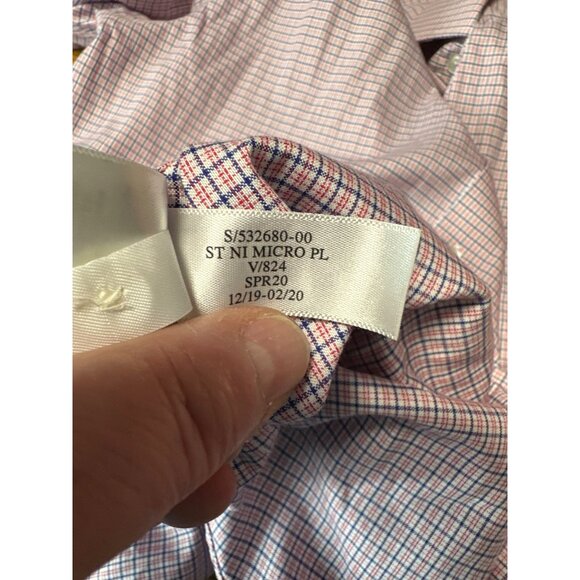 S/532680-00
ST NI MICRO PL
V/824
SPR20
12/19-02/20